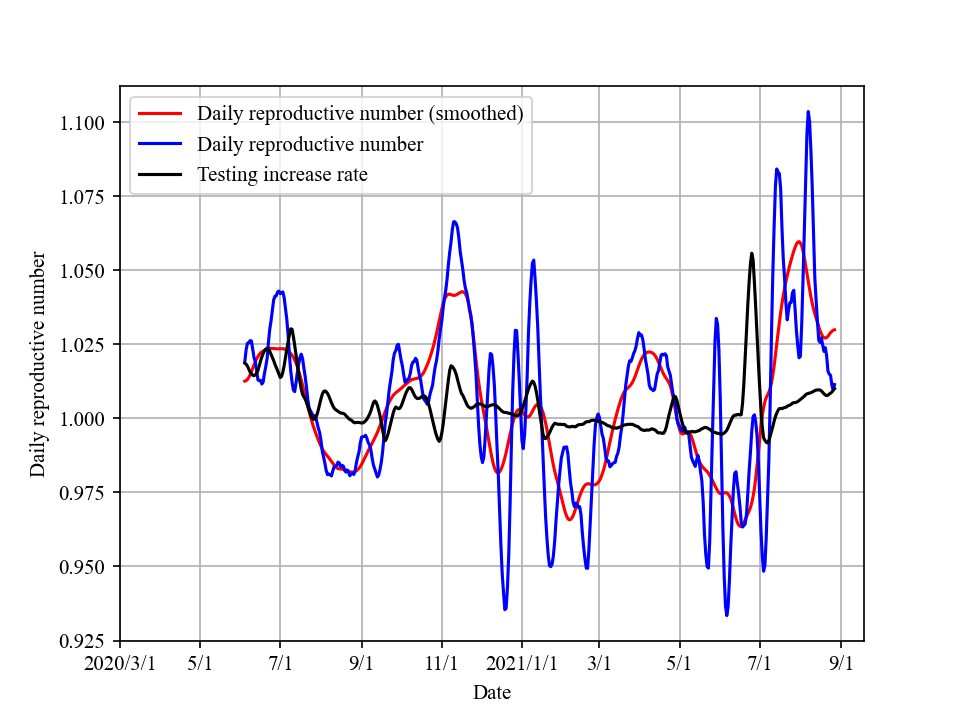 Daily reproductive number (smoothed)
Daily reproductive number
Testing increase rate
Daily reproductive number
1.100
1.075
1.050
1.025
1.000
0.975
0.950
0.925
2020/3/1 5/1 7/1 9/1 11/1 2021/1/1 3/1 5/1 7/1 9/1
Date